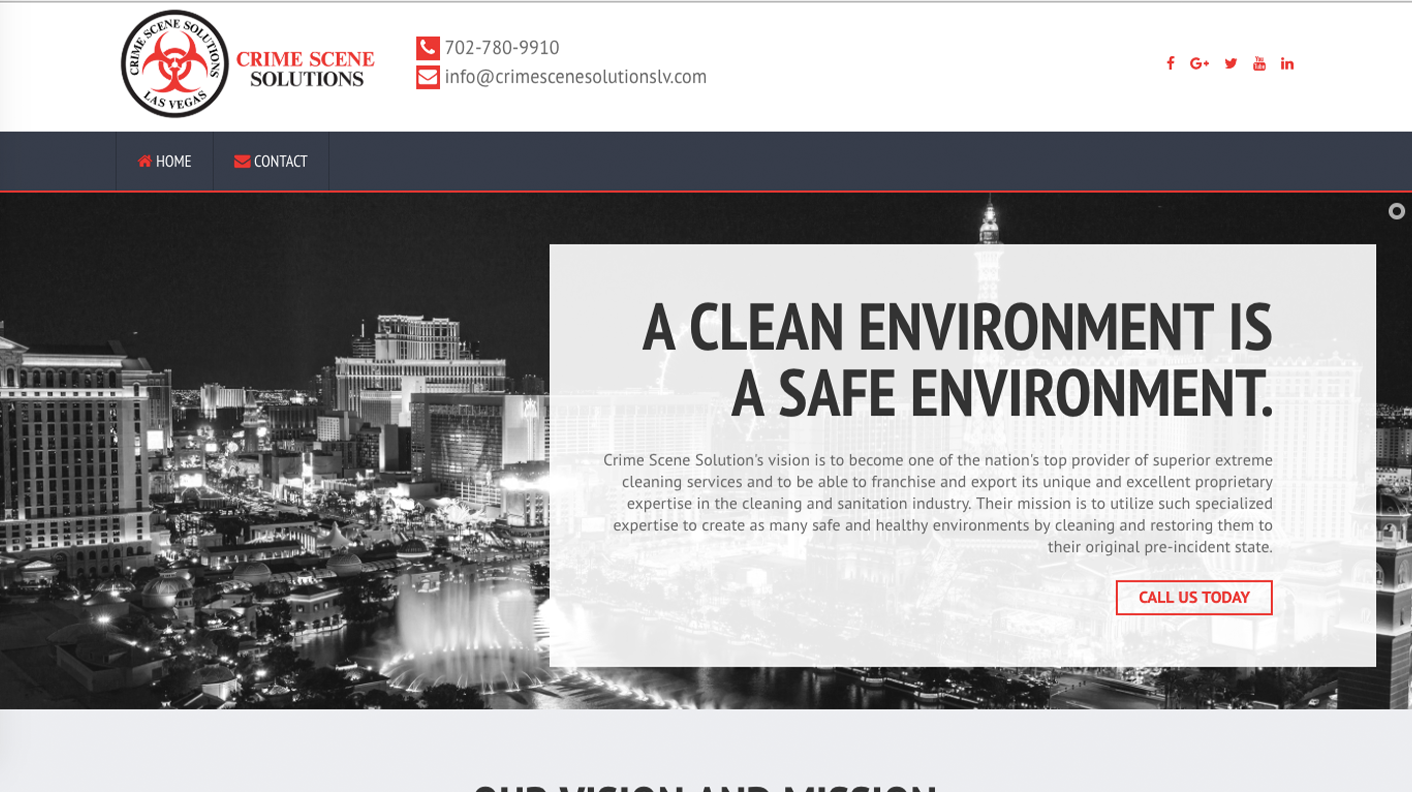 CRIME SCENE SOLUTIONS
LAS VEGAS
CRIME SCENE
SOLUTIONS
702-780-9910
info@crimescenesolutionslv.com
HOME
CONTACT
A CLEAN ENVIRONMENT IS
A SAFE ENVIRONMENT.
Crime Scene Solution's vision is to become one of the nation's top provider of superior extreme
cleaning services and to be able to franchise and export its unique and excellent proprietary
expertise in the cleaning and sanitation industry. Their mission is to utilize such specialized
expertise to create as many safe and healthy environments by cleaning and restoring them to
their original pre-incident state.
CALL US TODAY
OUR VISION AND MISSION